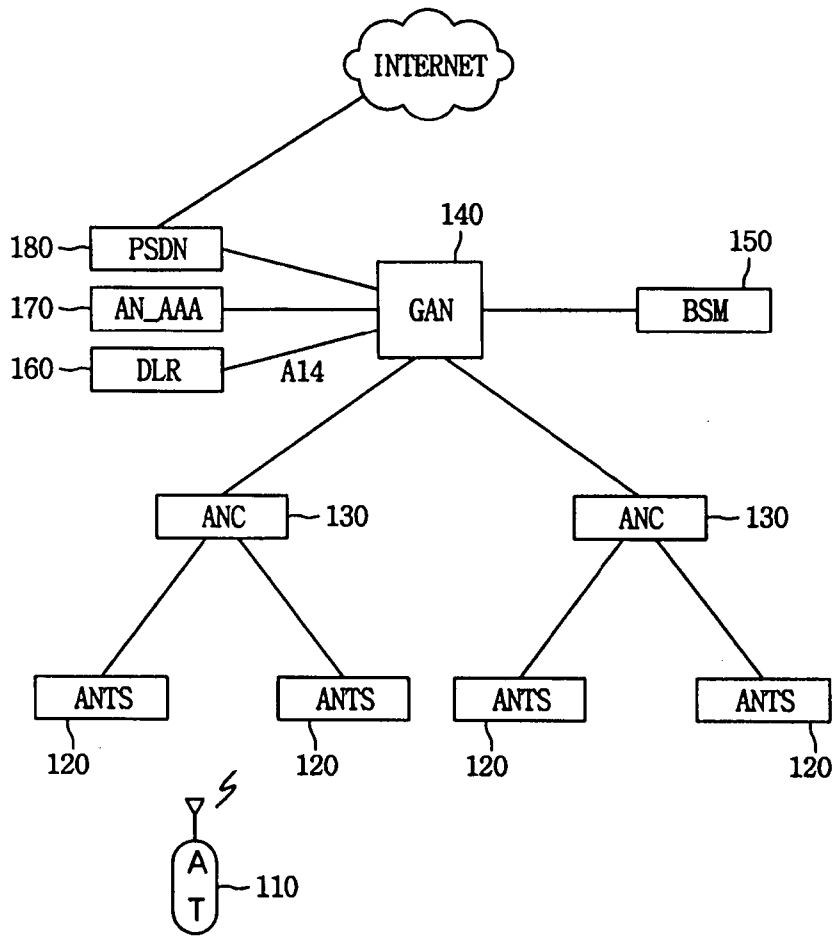 INTERNET
140
180 PSDN
150
170 AN_AAA
GAN
BSM
160 DLR
A14
ANC 130
ANC 130
ANTS
ANTS
ANTS
ANTS
120
120
120
120
A
T
110